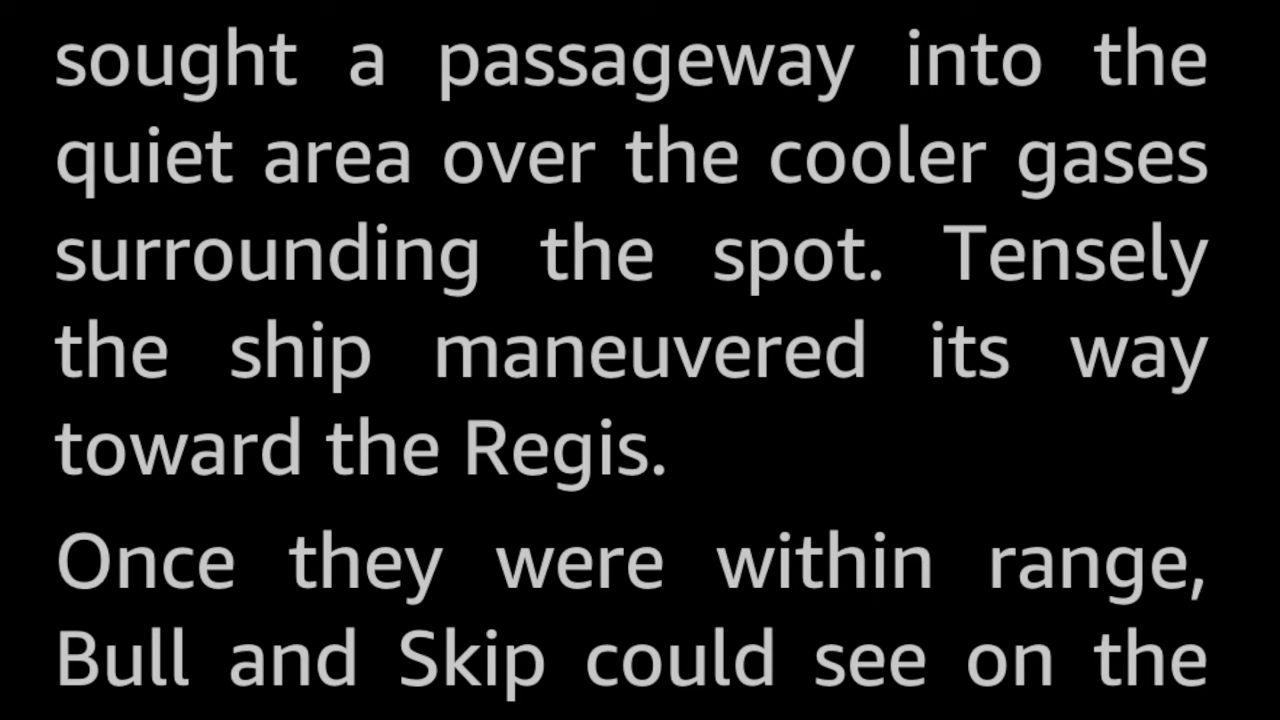 sought a passageway into the
quiet area over the cooler gases
surrounding the spot. Tensely
the ship maneuvered its way
toward the Regis.
Once they were within range,
Bull and Skip could see on the